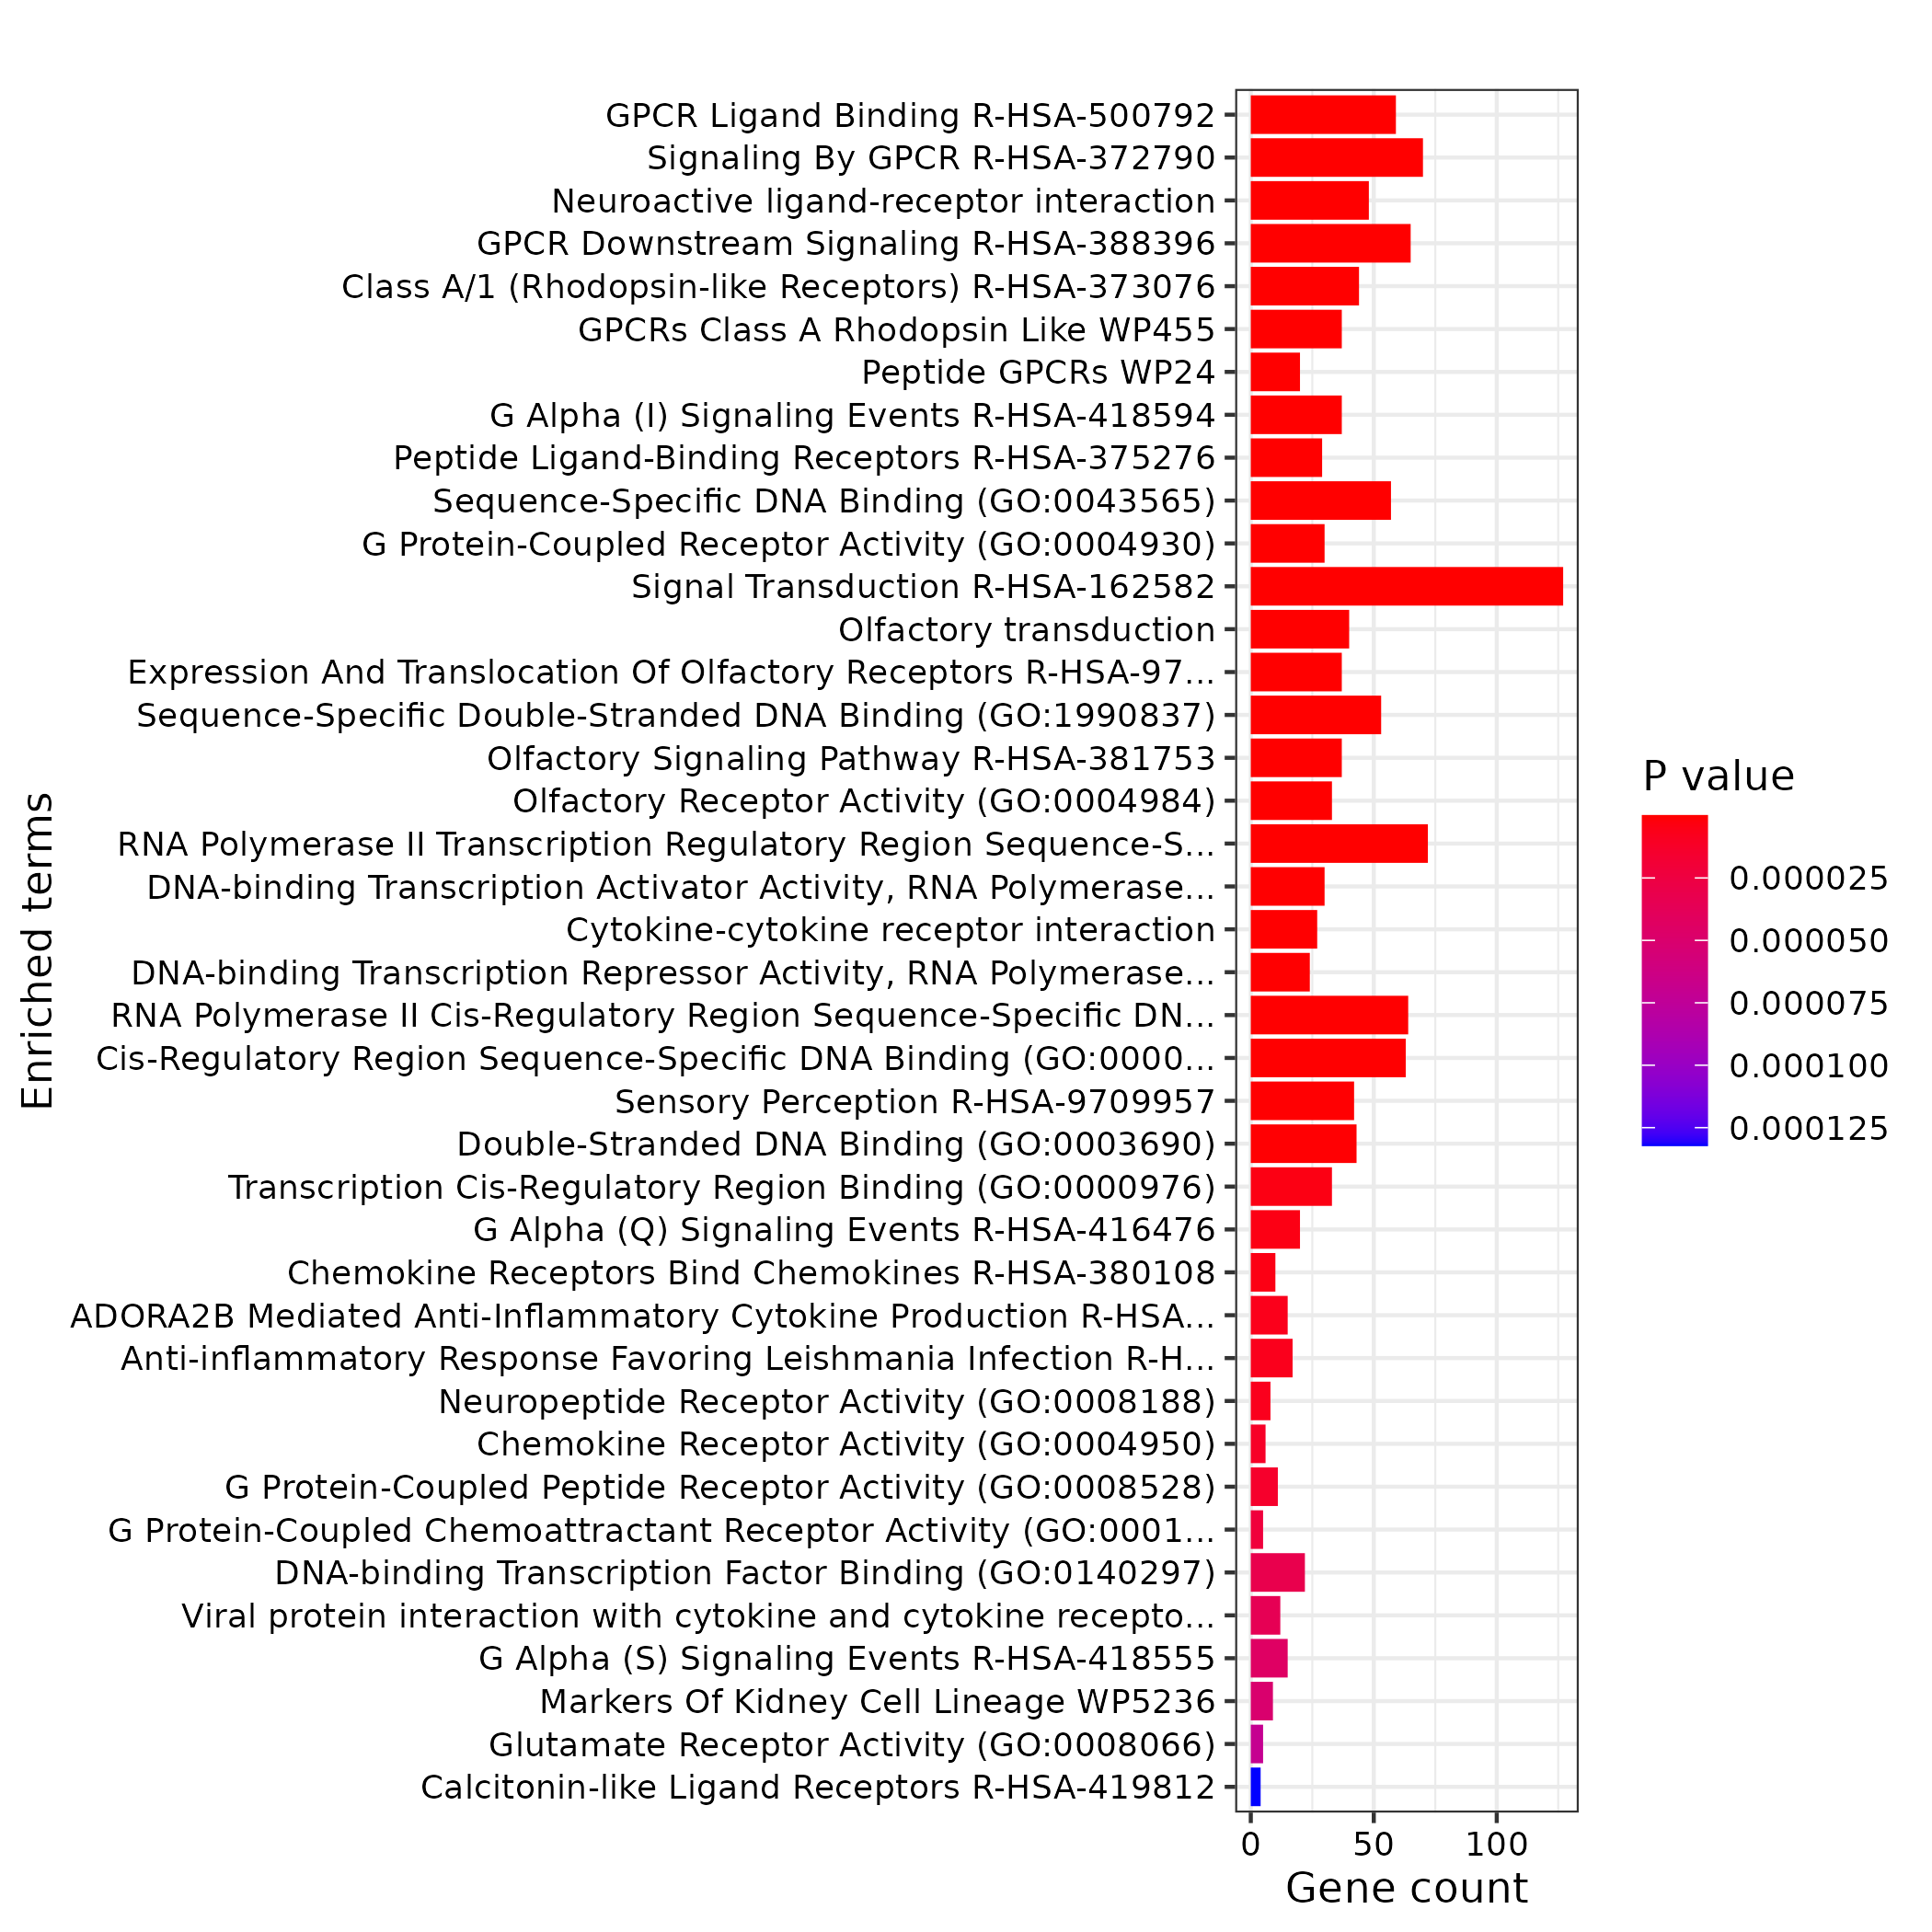 GPCR Ligand Binding R-HSA-500792
Signaling By GPCR R-HSA-372790
Neuroactive ligand-receptor interaction
GPCR Downstream Signaling R-HSA-388396
Class A/1 (Rhodopsin-like Receptors) R-HSA-373076
GPCRs Class A Rhodopsin Like WP455
Peptide GPCRs WP24
G Alpha (I) Signaling Events R-HSA-418594
Peptide Ligand-Binding Receptors R-HSA-375276
Sequence-Specific DNA Binding (GO:0043565)
G Protein-Coupled Receptor Activity (GO:0004930)
Signal Transduction R-HSA-162582
Olfactory transduction
Expression And Translocation Of Olfactory Receptors R-HSA-97...
Sequence-Specific Double-Stranded DNA Binding (GO:1990837)
Olfactory Signaling Pathway R-HSA-381753
Olfactory Receptor Activity (GO:0004984)
RNA Polymerase II Transcription Regulatory Region Sequence-S...
DNA-binding Transcription Activator Activity, RNA Polymerase...
Cytokine-cytokine receptor interaction
DNA-binding Transcription Repressor Activity, RNA Polymerase...
RNA Polymerase II Cis-Regulatory Region Sequence-Specific DN...
Cis-Regulatory Region Sequence-Specific DNA Binding (GO:0000...
Sensory Perception R-HSA-9709957
Double-Stranded DNA Binding (GO:0003690)
Transcription Cis-Regulatory Region Binding (GO:0000976)
G Alpha (Q) Signaling Events R-HSA-416476
Chemokine Receptors Bind Chemokines R-HSA-380108
ADORA2B Mediated Anti-Inflammatory Cytokine Production R-HSA...
Anti-inflammatory Response Favoring Leishmania Infection R-H...
Neuropeptide Receptor Activity (GO:0008188)
Chemokine Receptor Activity (GO:0004950)
G Protein-Coupled Peptide Receptor Activity (GO:0008528)
G Protein-Coupled Chemoattractant Receptor Activity (GO:0001...
DNA-binding Transcription Factor Binding (GO:0140297)
Viral protein interaction with cytokine and cytokine recepto...
G Alpha (S) Signaling Events R-HSA-418555
Markers Of Kidney Cell Lineage WP5236
Glutamate Receptor Activity (GO:0008066)
Calcitonin-like Ligand Receptors R-HSA-419812
Enriched terms
0 50 100
Gene count
P value
0.000025
0.000050
0.000075
0.000100
0.000125